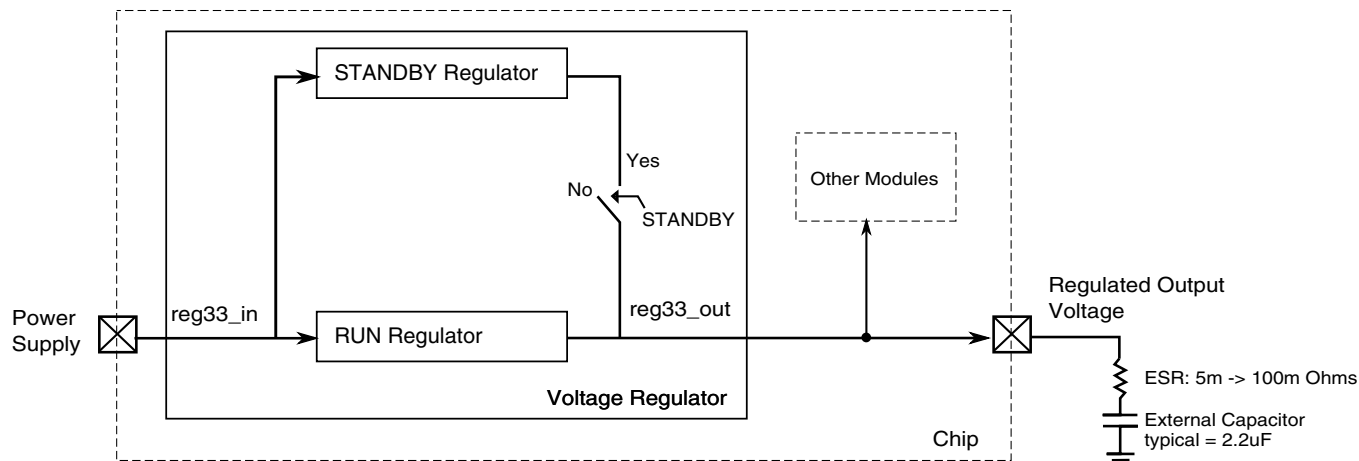 STANDBY Regulator
Yes
No
STANDBY
Other Modules
Power
Supply
reg33_in
RUN Regulator
reg33_out
Regulated Output
Voltage
Voltage Regulator
ESR: 5m -> 100m Ohms
External Capacitor
typical = 2.2uF
Chip